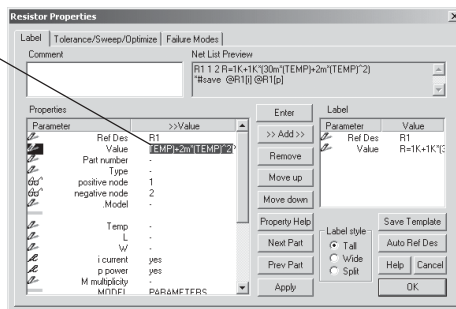 Resistor Properties
Label Tolerance/Sweep/Optimize Failure Modes
Comment
Net List Preview
R1 1 2 R=1K+1K*(30m*(TEMP)+2m*(TEMP)^2)
*#save @R1[i] @R1[p]
Properties
Parameter >>Value
Ref Des R1
Value TEMP)+2m*(TEMP)^2
Part number -
Type -
positive node 1
negative node 2
.Model -
Temp -
L -
W -
i current yes
p power yes
M multiplicity -
MODEL PARAMETERS
Enter
>> Add >>
Remove
Move up
Move down
Property Help
Next Part
Prev Part
Apply
Label
Parameter Value
Ref Des R1
Value R=1K+1K*(3
Label style
Tall
Wide
Split
Save Template
Auto Ref Des
Help Cancel
OK